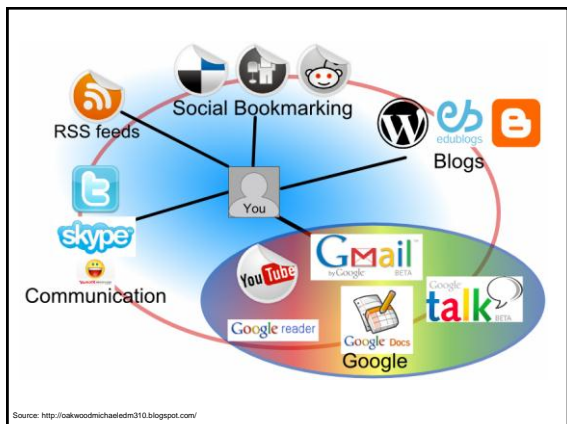 Social Bookmarking
RSS feeds
edublogs
Blogs
You
skype
Communication
You Tube
Gmail
by Google BETA
Google
talk
BETA
Google reader
Google Docs
Google
Source: http://oakwoodmichaeledm310.blogspot.com/